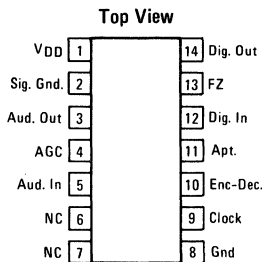 Top View
VDD 1 14 Dig. Out
Sig. Gnd. 2 13 FZ
Aud. Out 3 12 Dig. In
AGC 4 11 Apt.
Aud. In 5 10 Enc-Dec.
NC 6 9 Clock
NC 7 8 Gnd